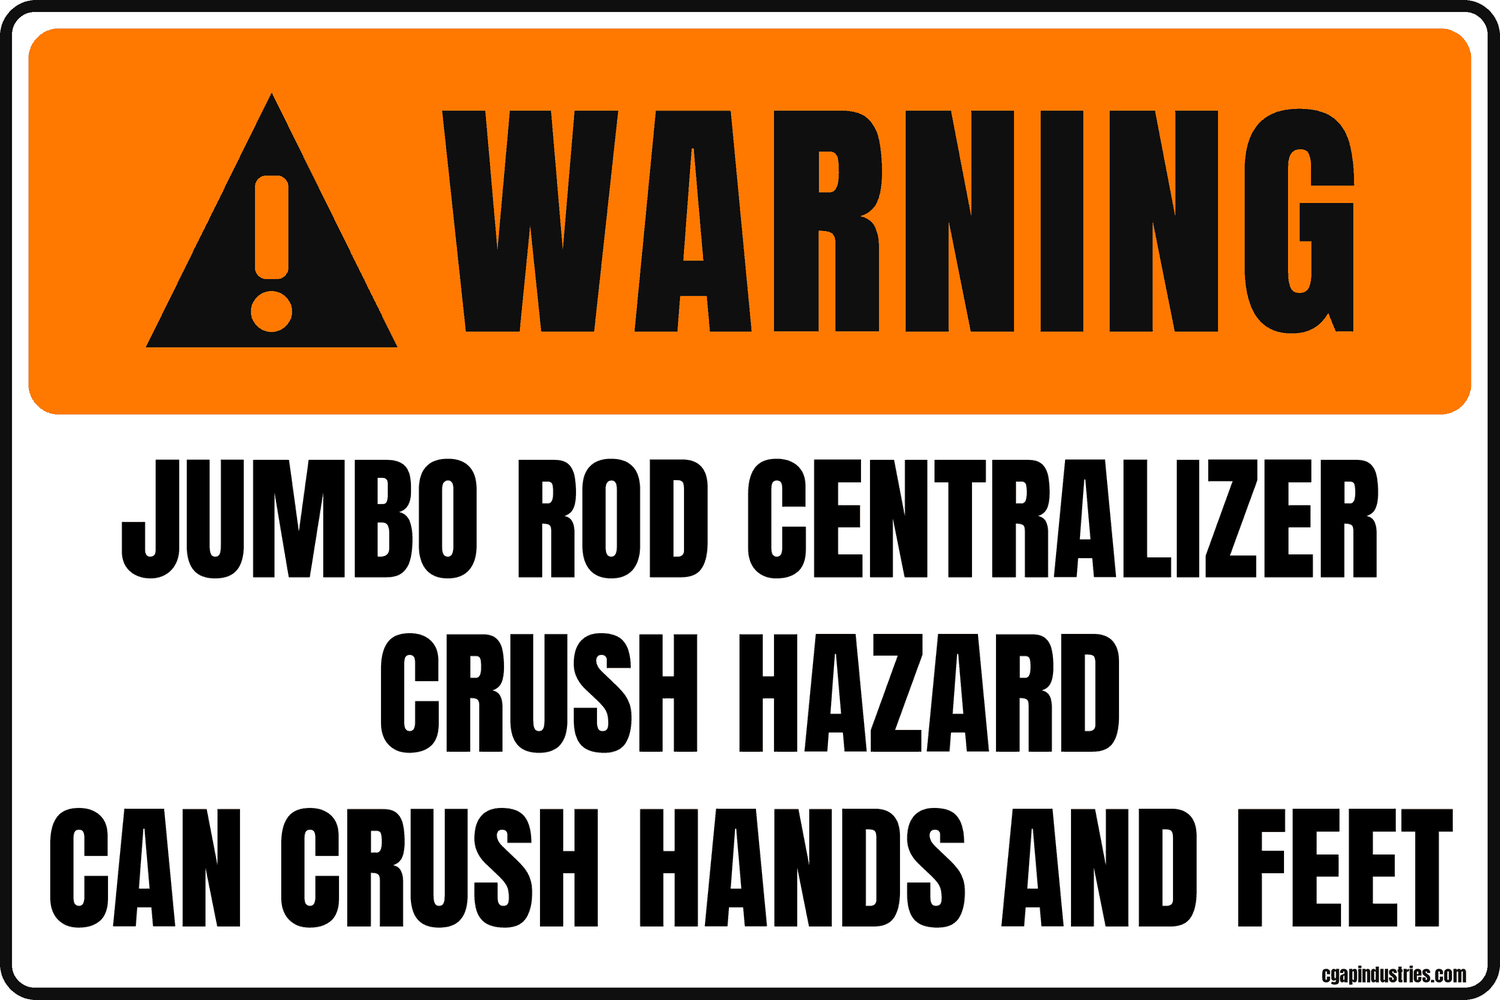 WARNING
JUMBO ROD CENTRALIZER
CRUSH HAZARD
CAN CRUSH HANDS AND FEET
cgapindustries.com